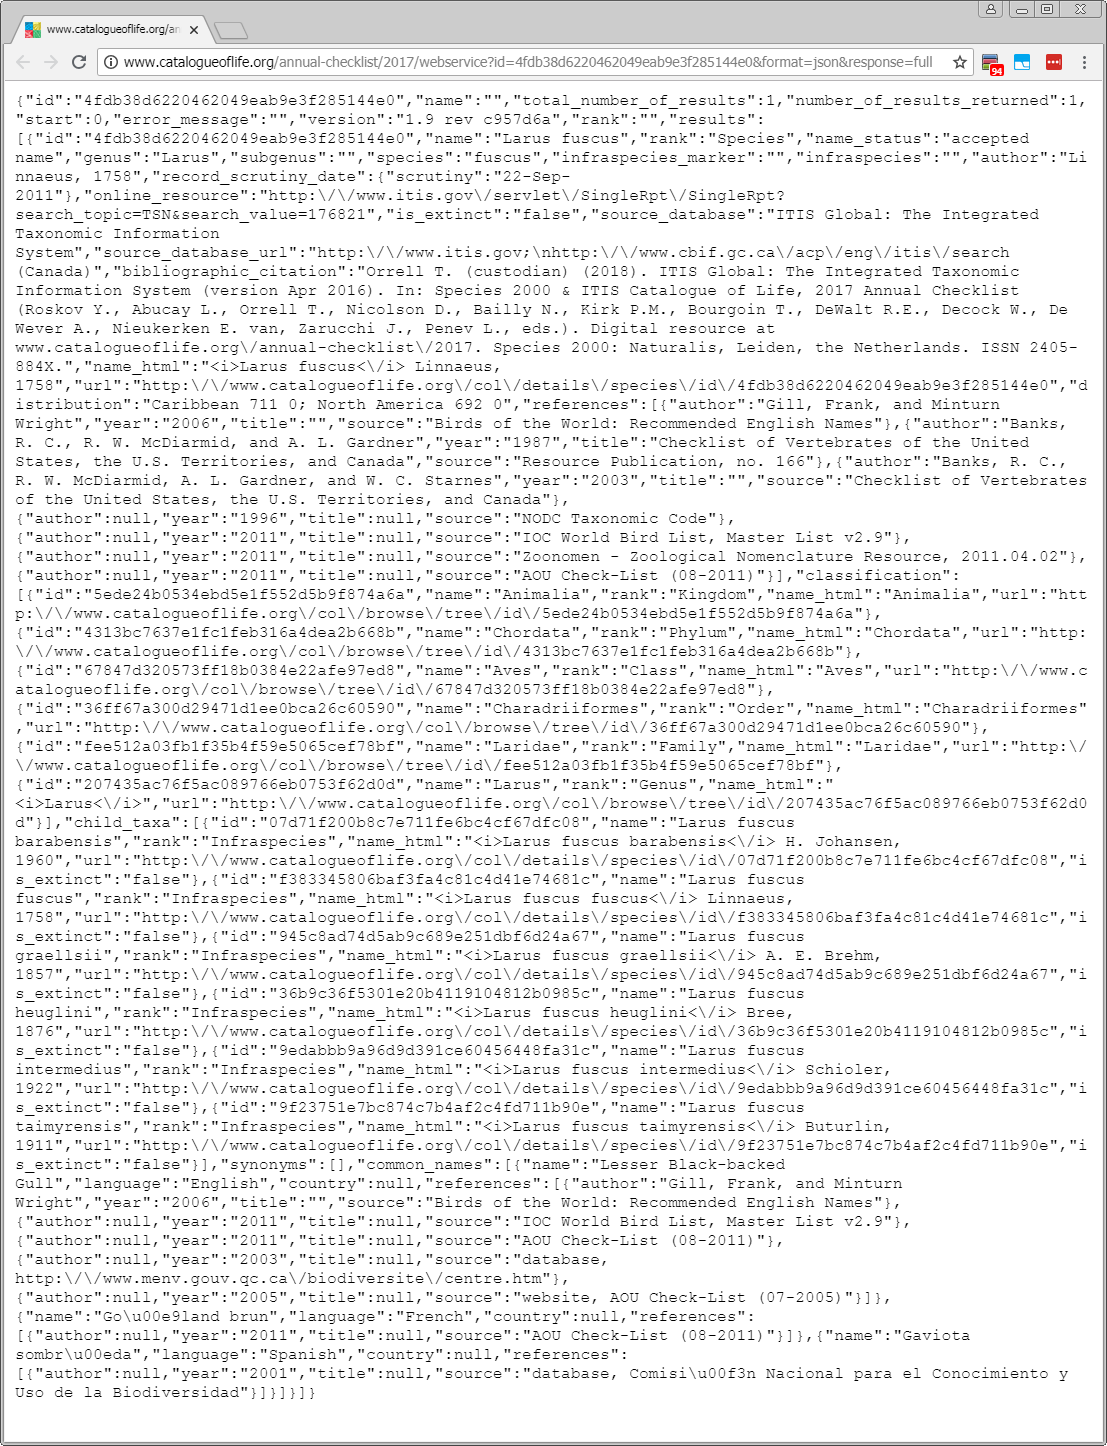 www.catalogueoflife.org/an
www.catalogueoflife.org/annual-checklist/2017/webservice?id=4fdb38d6220462049eab9e3f285144e0&format=json&response=full
94
{"id":"4fdb38d6220462049eab9e3f285144e0","name":"","total_number_of_results":1,"number_of_results_returned":1,
"start":0,"error_message":"","version":"1.9 rev c957d6a","rank":"","results":
[{"id":"4fdb38d6220462049eab9e3f285144e0","name":"Larus fuscus","rank":"Species","name_status":"accepted
name","genus":"Larus","subgenus":"","species":"fuscus","infraspecies_marker":"","infraspecies":"","author":"Li
nnaeus, 1758","record_scrutiny_date":{"scrutiny":"22-Sep-
2011"},"online_resource":"http:\/\/www.itis.gov\/servlet\/SingleRpt\/SingleRpt?
search_topic=TSN&search_value=176821","is_extinct":"false","source_database":"ITIS Global: The Integrated
Taxonomic Information
System","source_database_url":"http:\/\/www.itis.gov;\nhttp:\/\/www.cbif.gc.ca\/acp\/eng\/itis\/search
(Canada)","bibliographic_citation":"Orrell T. (custodian) (2018). ITIS Global: The Integrated Taxonomic
Information System (version Apr 2016). In: Species 2000 & ITIS Catalogue of Life, 2017 Annual Checklist
(Roskov Y., Abucay L., Orrell T., Nicolson D., Bailly N., Kirk P.M., Bourgoin T., DeWalt R.E., Decock W., De
Wever A., Nieukerken E. van, Zarucchi J., Penev L., eds.). Digital resource at
www.catalogueoflife.org\/annual-checklist\/2017. Species 2000: Naturalis, Leiden, the Netherlands. ISSN 2405-
884X.","name_html":"<i>Larus fuscus<\/i> Linnaeus,
1758","url":"http:\/\/www.catalogueoflife.org\/col\/details\/species\/id\/4fdb38d6220462049eab9e3f285144e0","d
istribution":"Caribbean 711 0; North America 692 0","references":[{"author":"Gill, Frank, and Minturn
Wright","year":"2006","title":"","source":"Birds of the World: Recommended English Names"},{"author":"Banks,
R. C., R. W. McDiarmid, and A. L. Gardner","year":"1987","title":"Checklist of Vertebrates of the United
States, the U.S. Territories, and Canada","source":"Resource Publication, no. 166"},{"author":"Banks, R. C.,
R. W. McDiarmid, A. L. Gardner, and W. C. Starnes","year":"2003","title":"","source":"Checklist of Vertebrates
of the United States, the U.S. Territories, and Canada"},
{"author":null,"year":"1996","title":null,"source":"NODC Taxonomic Code"},
{"author":null,"year":"2011","title":null,"source":"IOC World Bird List, Master List v2.9"},
{"author":null,"year":"2011","title":null,"source":"Zoonomen - Zoological Nomenclature Resource, 2011.04.02"},
{"author":null,"year":"2011","title":null,"source":"AOU Check-List (08-2011)"}],"classification":
[{"id":"5ede24b0534ebd5e1f552d5b9f874a6a","name":"Animalia","rank":"Kingdom","name_html":"Animalia","url":"htt
p:\/\/www.catalogueoflife.org\/col\/browse\/tree\/id\/5ede24b0534ebd5e1f552d5b9f874a6a"},
{"id":"4313bc7637e1fc1feb316a4dea2b668b","name":"Chordata","rank":"Phylum","name_html":"Chordata","url":"http:
\/\/www.catalogueoflife.org\/col\/browse\/tree\/id\/4313bc7637e1fc1feb316a4dea2b668b"},
{"id":"67847d320573ff18b0384e22afe97ed8","name":"Aves","rank":"Class","name_html":"Aves","url":"http:\/\/www.c
atalogueoflife.org\/col\/browse\/tree\/id\/67847d320573ff18b0384e22afe97ed8"},
{"id":"36ff67a300d29471d1ee0bca26c60590","name":"Charadriiformes","rank":"Order","name_html":"Charadriiformes"
,"url":"http:\/\/www.catalogueoflife.org\/col\/browse\/tree\/id\/36ff67a300d29471d1ee0bca26c60590"},
{"id":"fee512a03fb1f35b4f59e5065cef78bf","name":"Laridae","rank":"Family","name_html":"Laridae","url":"http:\/
\/www.catalogueoflife.org\/col\/browse\/tree\/id\/fee512a03fb1f35b4f59e5065cef78bf"},
{"id":"207435ac76f5ac089766eb0753f62d0d","name":"Larus","rank":"Genus","name_html":"
<i>Larus<\/i>","url":"http:\/\/www.catalogueoflife.org\/col\/browse\/tree\/id\/207435ac76f5ac089766eb0753f62d0
d"}],"child_taxa":[{"id":"07d71f200b8c7e711fe6bc4cf67dfc08","name":"Larus fuscus
barabensis","rank":"Infraspecies","name_html":"<i>Larus fuscus barabensis<\/i> H. Johansen,
1960","url":"http:\/\/www.catalogueoflife.org\/col\/details\/species\/id\/07d71f200b8c7e711fe6bc4cf67dfc08","i
s_extinct":"false"},{"id":"f383345806baf3fa4c81c4d41e74681c","name":"Larus fuscus
fuscus","rank":"Infraspecies","name_html":"<i>Larus fuscus fuscus<\/i> Linnaeus,
1758","url":"http:\/\/www.catalogueoflife.org\/col\/details\/species\/id\/f383345806baf3fa4c81c4d41e74681c","i
s_extinct":"false"},{"id":"945c8ad74d5ab9c689e251dbf6d24a67","name":"Larus fuscus
graellsii","rank":"Infraspecies","name_html":"<i>Larus fuscus graellsii<\/i> A. E. Brehm,
1857","url":"http:\/\/www.catalogueoflife.org\/col\/details\/species\/id\/945c8ad74d5ab9c689e251dbf6d24a67","i
s_extinct":"false"},{"id":"36b9c36f5301e20b4119104812b0985c","name":"Larus fuscus
heuglini","rank":"Infraspecies","name_html":"<i>Larus fuscus heuglini<\/i> Bree,
1876","url":"http:\/\/www.catalogueoflife.org\/col\/details\/species\/id\/36b9c36f5301e20b4119104812b0985c","i
s_extinct":"false"},{"id":"9edabbb9a96d9d391ce60456448fa31c","name":"Larus fuscus
intermedius","rank":"Infraspecies","name_html":"<i>Larus fuscus intermedius<\/i> Schioler,
1922","url":"http:\/\/www.catalogueoflife.org\/col\/details\/species\/id\/9edabbb9a96d9d391ce60456448fa31c","i
s_extinct":"false"},{"id":"9f23751e7bc874c7b4af2c4fd711b90e","name":"Larus fuscus
taimyrensis","rank":"Infraspecies","name_html":"<i>Larus fuscus taimyrensis<\/i> Buturlin,
1911","url":"http:\/\/www.catalogueoflife.org\/col\/details\/species\/id\/9f23751e7bc874c7b4af2c4fd711b90e","i
s_extinct":"false"}],"synonyms":[],"common_names":[{"name":"Lesser Black-backed
Gull","language":"English","country":null,"references":[{"author":"Gill, Frank, and Minturn
Wright","year":"2006","title":"","source":"Birds of the World: Recommended English Names"},
{"author":null,"year":"2011","title":null,"source":"IOC World Bird List, Master List v2.9"},
{"author":null,"year":"2011","title":null,"source":"AOU Check-List (08-2011)"},
{"author":null,"year":"2003","title":null,"source":"database,
http:\/\/www.menv.gouv.qc.ca\/biodiversite\/centre.htm"},
{"author":null,"year":"2005","title":null,"source":"website, AOU Check-List (07-2005)"}]},
{"name":"Go\u00e9land brun","language":"French","country":null,"references":
[{"author":null,"year":"2011","title":null,"source":"AOU Check-List (08-2011)"}]},{"name":"Gaviota
sombr\u00eda","language":"Spanish","country":null,"references":
[{"author":null,"year":"2001","title":null,"source":"database, Comisi\u00f3n Nacional para el Conocimiento y
Uso de la Biodiversidad"}]}]}]}